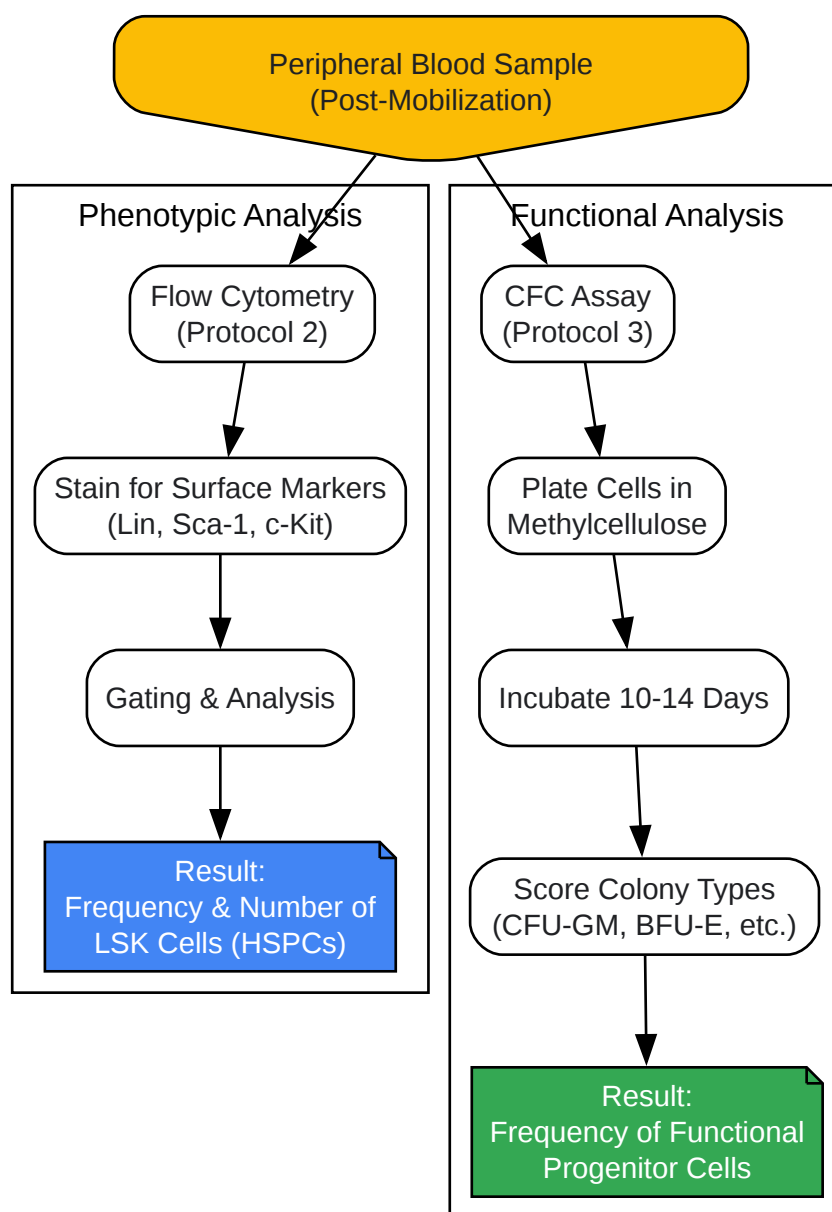 Peripheral Blood Sample
(Post-Mobilization)
Phenotypic Analysis
Flow Cytometry
(Protocol 2)
Stain for Surface Markers
(Lin, Sca-1, c-Kit)
Gating & Analysis
Result:
Frequency & Number of
LSK Cells (HSPCs)
Functional Analysis
CFC Assay
(Protocol 3)
Plate Cells in
Methylcellulose
Incubate 10-14 Days
Score Colony Types
(CFU-GM, BFU-E, etc.)
Result:
Frequency of Functional
Progenitor Cells